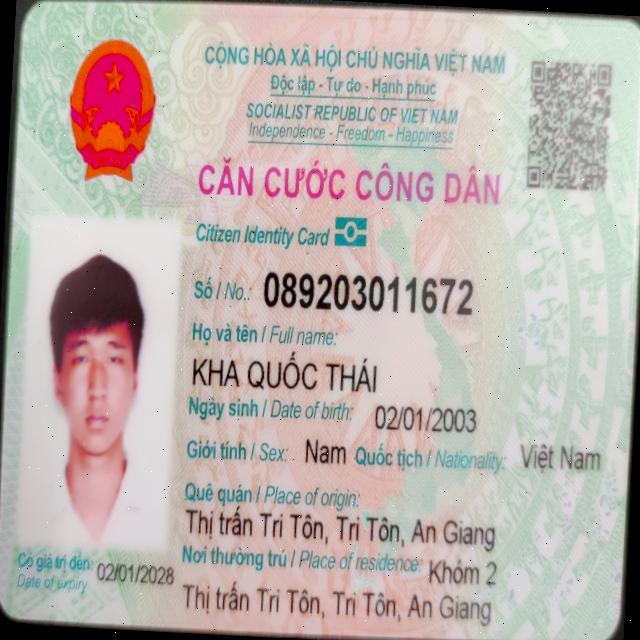 CỘNG HÒA XÃ HỘI CHỦ NGHĨA VIỆT NAM
Độc lập - Tự do - Hạnh phúc
SOCIALIST REPUBLIC OF VIET NAM
Independence - Freedom - Happiness
CĂN CƯỚC CÔNG DÂN
Citizen Identity Card
Số / No.: 089203011672
Họ và tên / Full name:
KHA QUỐC THÁI
Ngày sinh / Date of birth: 02/01/2003
Giới tính / Sex: Nam Quốc tịch / Nationality: Việt Nam
Quê quán / Place of origin:
Thị trấn Tri Tôn, Tri Tôn, An Giang
Nơi thường trú / Place of residence: Khóm 2
Thị trấn Tri Tôn, Tri Tôn, An Giang
Có giá trị đến: 02/01/2028
Date of expiry